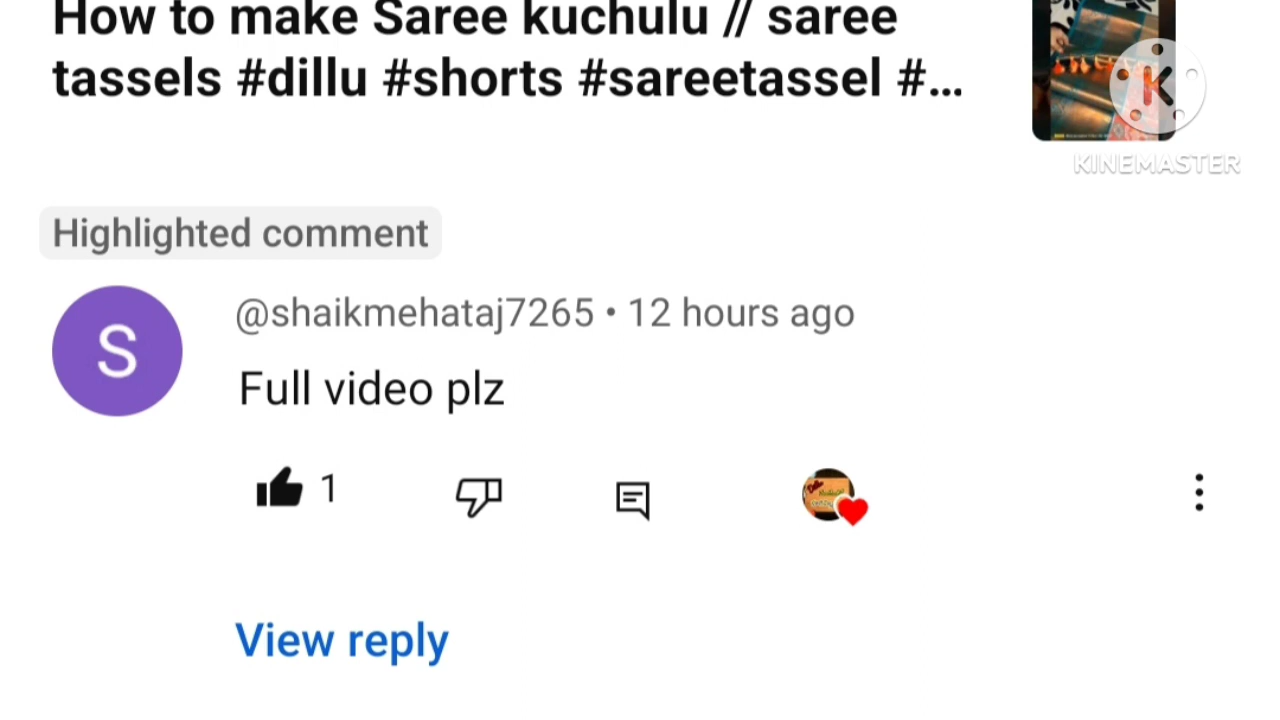 How to make Saree kuchulu // saree
tassels #dillu #shorts #sareetassel #...
K
KINEMASTER
Highlighted comment
S
@shaikmehataj7265 • 12 hours ago
Full video plz
1
View reply